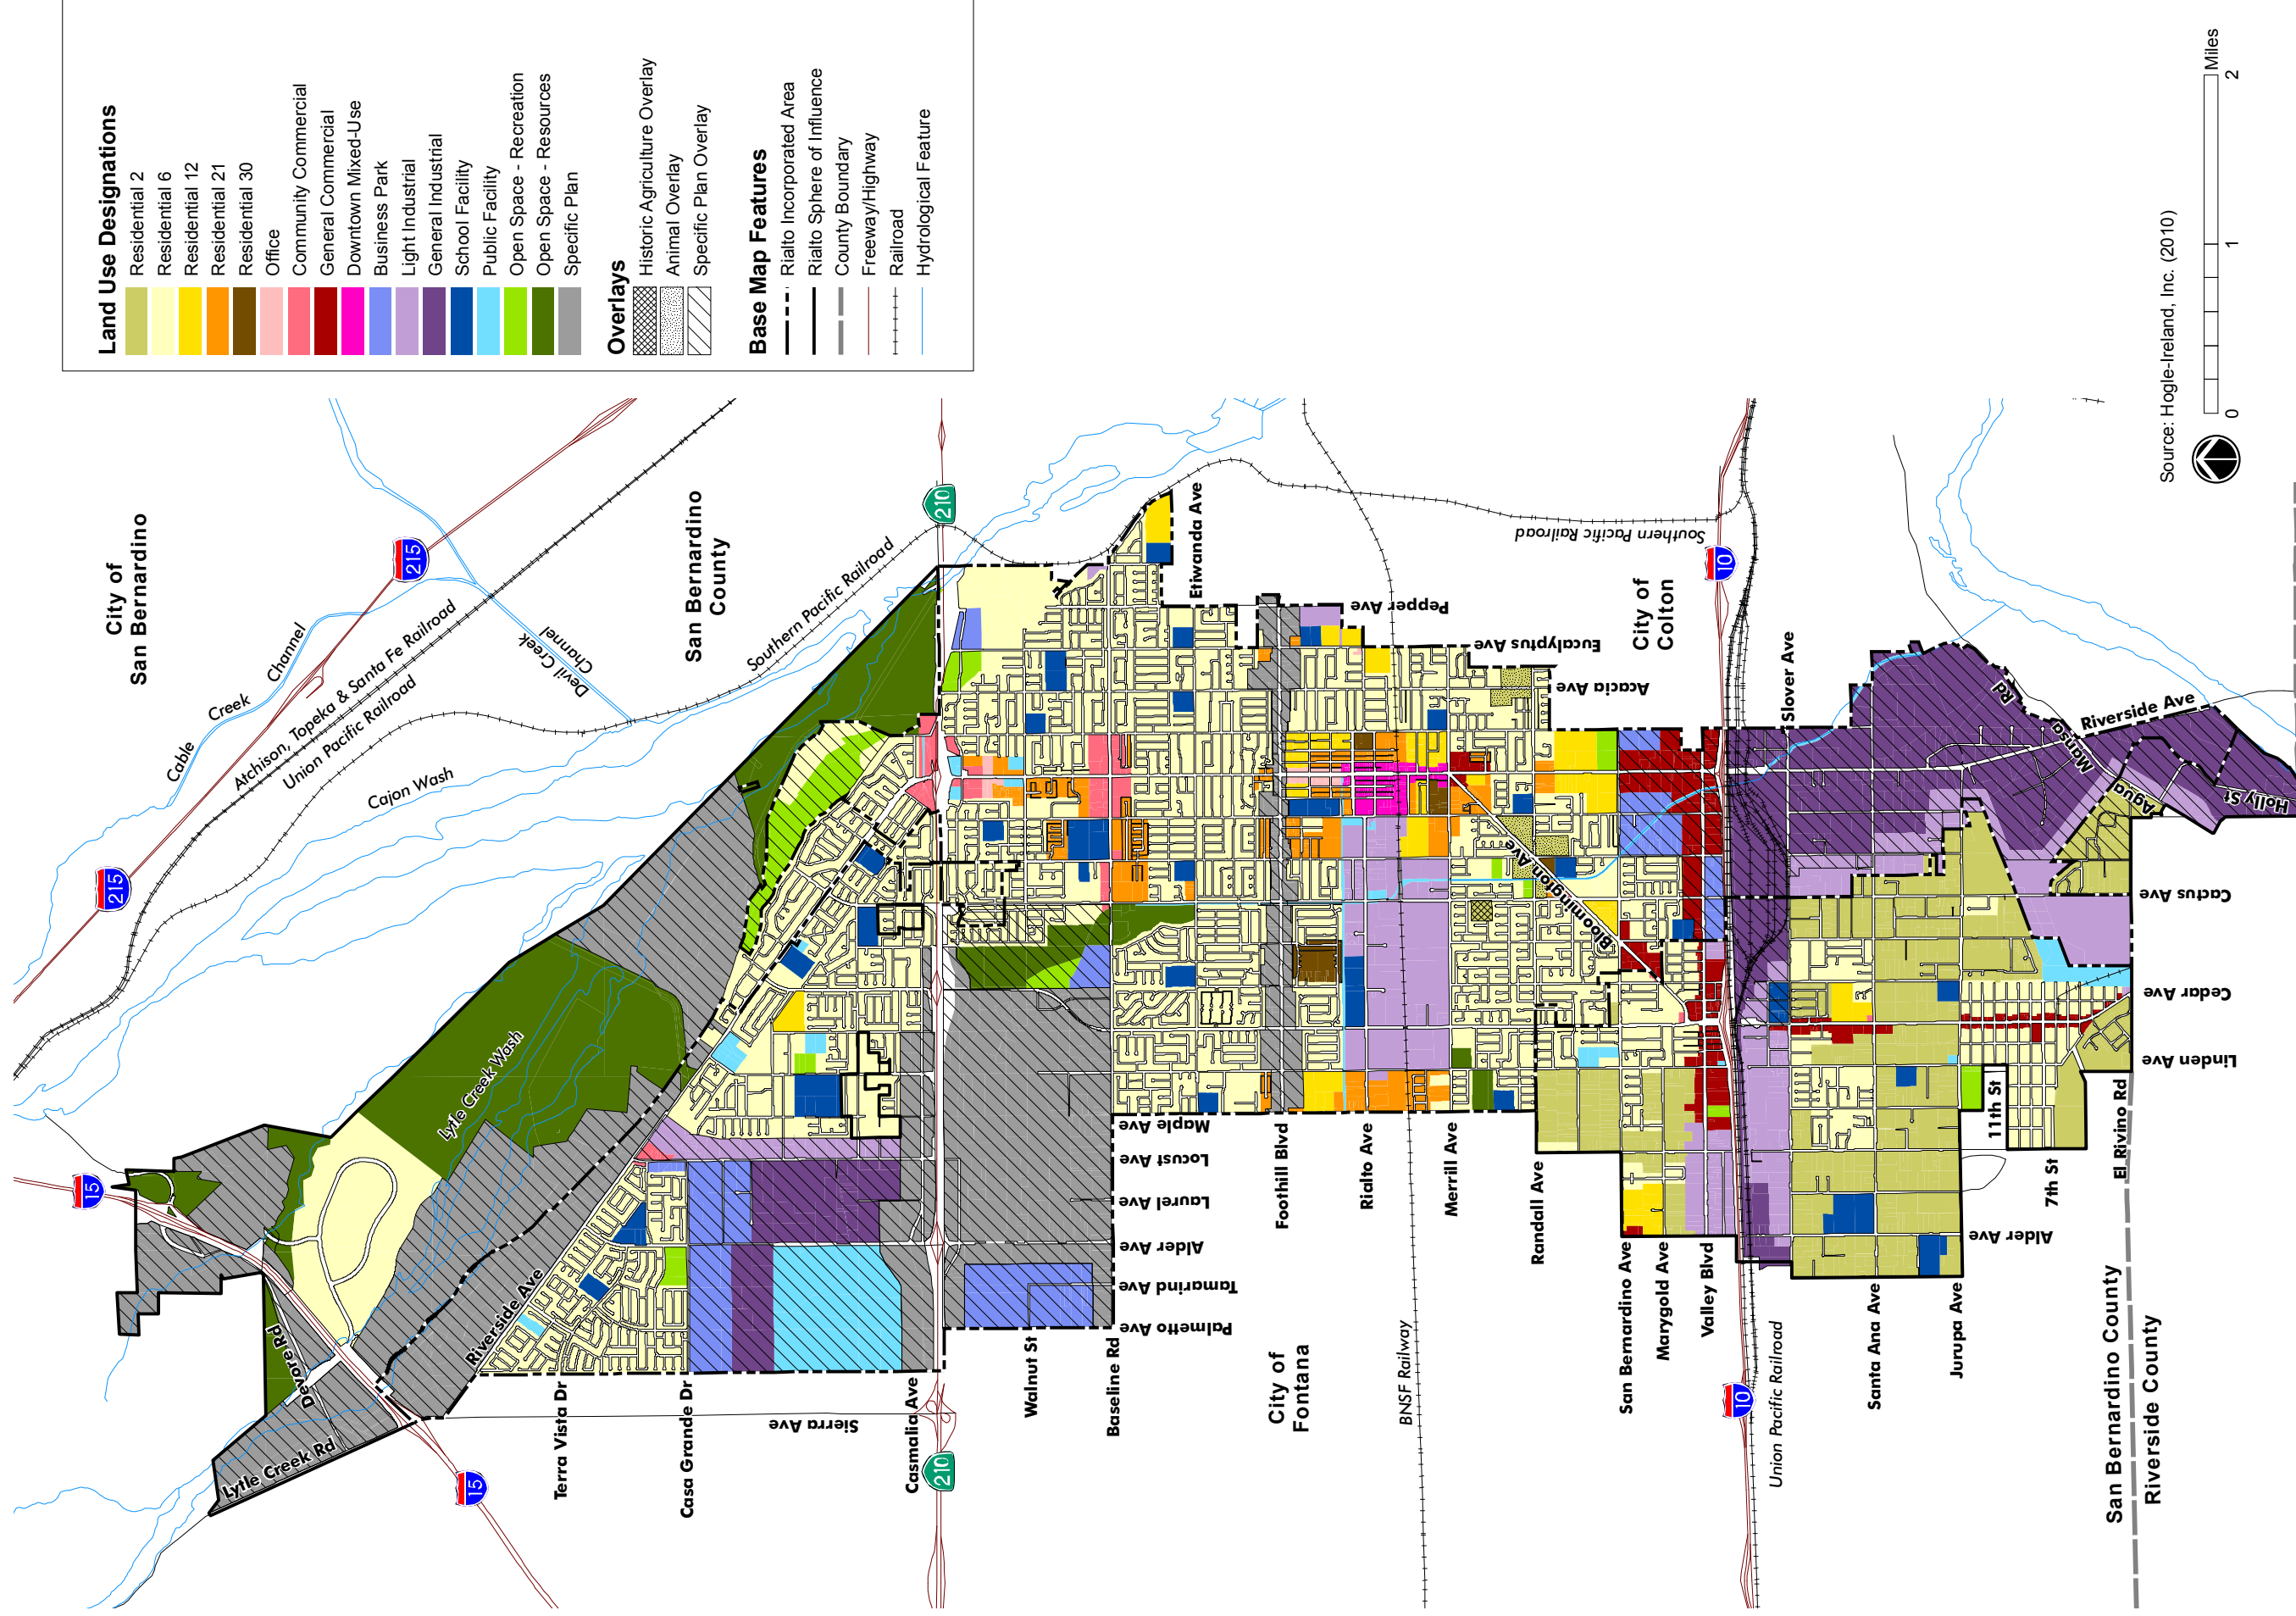 Land Use Designations
Residential 2
Residential 6
Residential 12
Residential 21
Residential 30
Office
Community Commercial
General Commercial
Downtown Mixed-Use
Business Park
Light Industrial
General Industrial
School Facility
Public Facility
Open Space - Recreation
Open Space - Resources
Specific Plan
Overlays
Historic Agriculture Overlay
Animal Overlay
Specific Plan Overlay
Base Map Features
Rialto Incorporated Area
Rialto Sphere of Influence
County Boundary
Freeway/Highway
Railroad
Hydrological Feature
City of
San Bernardino
San Bernardino
County
215
215
Cable
Creek
Channel
Atchison, Topeka & Santa Fe Railroad
Union Pacific Railroad
Devil Creek
Channel
Cajon Wash
Southern Pacific Railroad
210
Lytle Creek Wash
15
15
Devore Rd
Lytle Creek Rd
Riverside Ave
Terra Vista Dr
Casa Grande Dr
Sierra Ave
Casmalia Ave
210
Walnut St
Baseline Rd
Etiwanda Ave
Pepper Ave
Eucalyptus Ave
Acacia Ave
Southern Pacific Railroad
City of
Colton
10
Slover Ave
Maple Ave
Locust Ave
Laurel Ave
Alder Ave
Tamarind Ave
Palmetto Ave
Foothill Blvd
Rialto Ave
Merrill Ave
Randall Ave
Bloomington Ave
City of
Fontana
BNSF Railway
San Bernardino Ave
Marygold Ave
Valley Blvd
10
Union Pacific Railroad
Santa Ana Ave
Jurupa Ave
Alder Ave
11th St
7th St
El Rivino Rd
Linden Ave
Cedar Ave
Cactus Ave
Agua
Mansa
Rd
Riverside Ave
Holly St
San Bernardino County
Riverside County
Source: Hogle-Ireland, Inc. (2010)
0
1
2
Miles